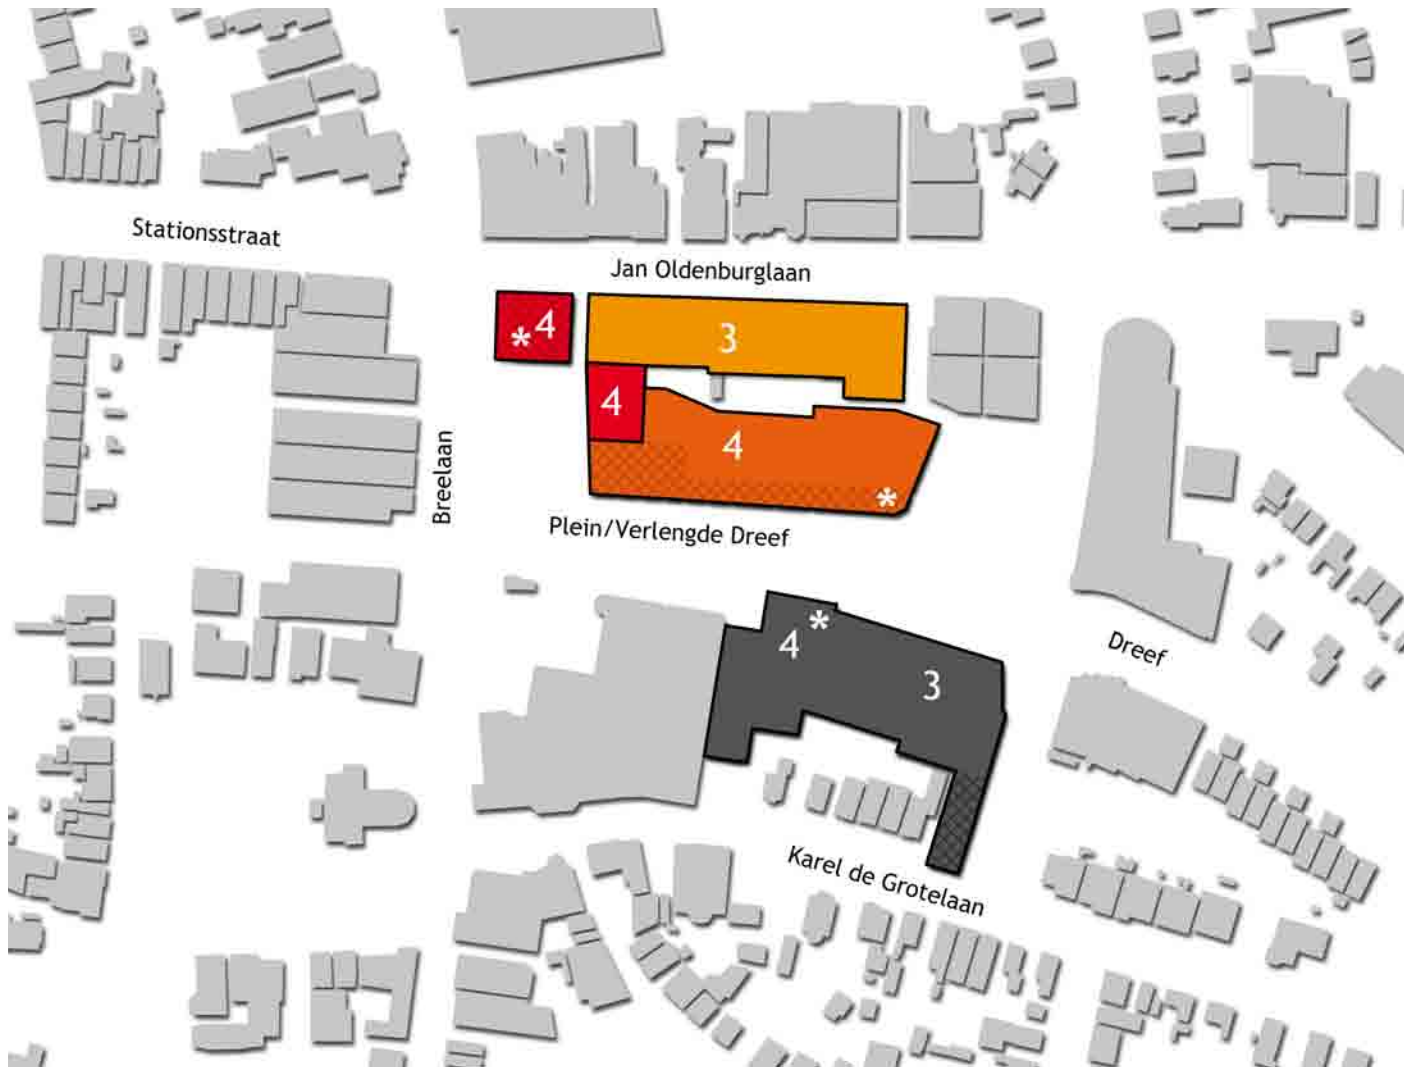 Stationsstraat
Jan Oldenburglaan
* 4
3
4
4
*
Breelaan
Plein/Verlengde Dreef
*
4
3
Dreef
Karel de Grotelaan